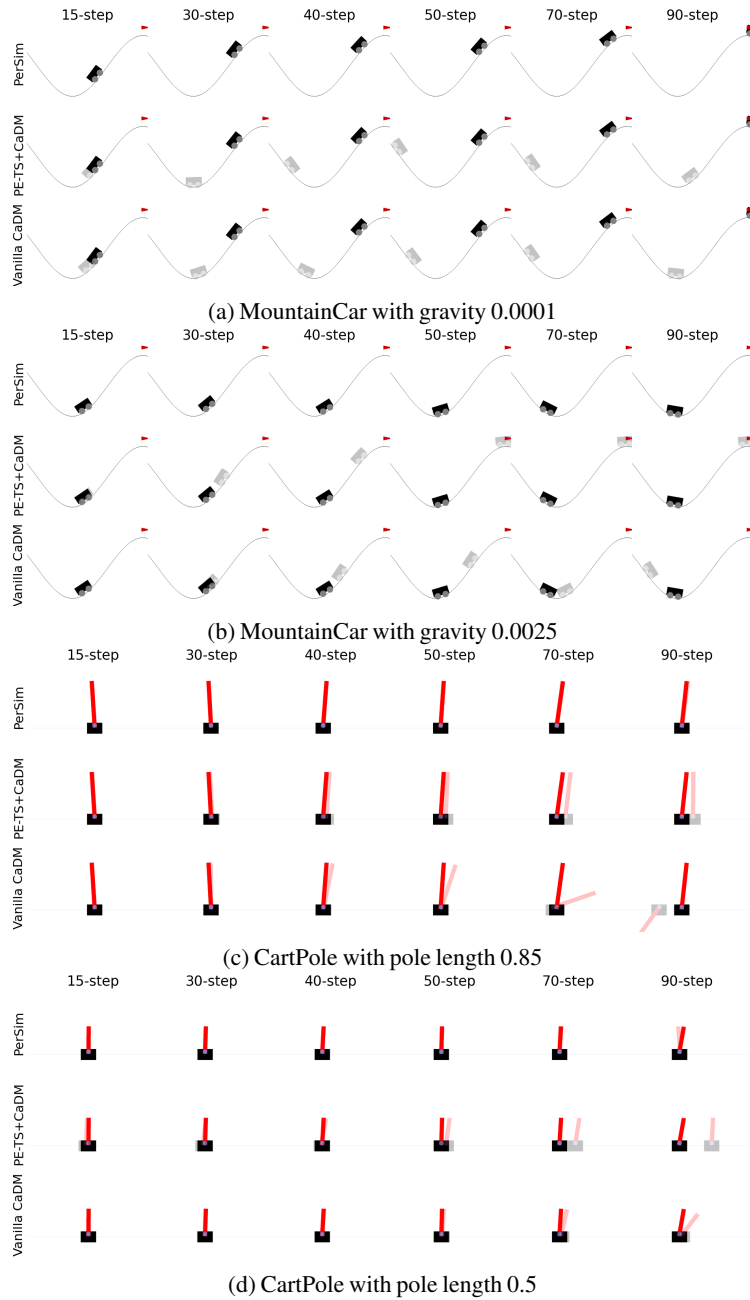 15-step 30-step 40-step 50-step 70-step 90-step
PerSim
PE-TS+CaDM
Vanilla CaDM
(a) MountainCar with gravity 0.0001
15-step 30-step 40-step 50-step 70-step 90-step
PerSim
PE-TS+CaDM
Vanilla CaDM
(b) MountainCar with gravity 0.0025
15-step 30-step 40-step 50-step 70-step 90-step
PerSim
PE-TS+CaDM
Vanilla CaDM
(c) CartPole with pole length 0.85
15-step 30-step 40-step 50-step 70-step 90-step
PerSim
PE-TS+CaDM
Vanilla CaDM
(d) CartPole with pole length 0.5